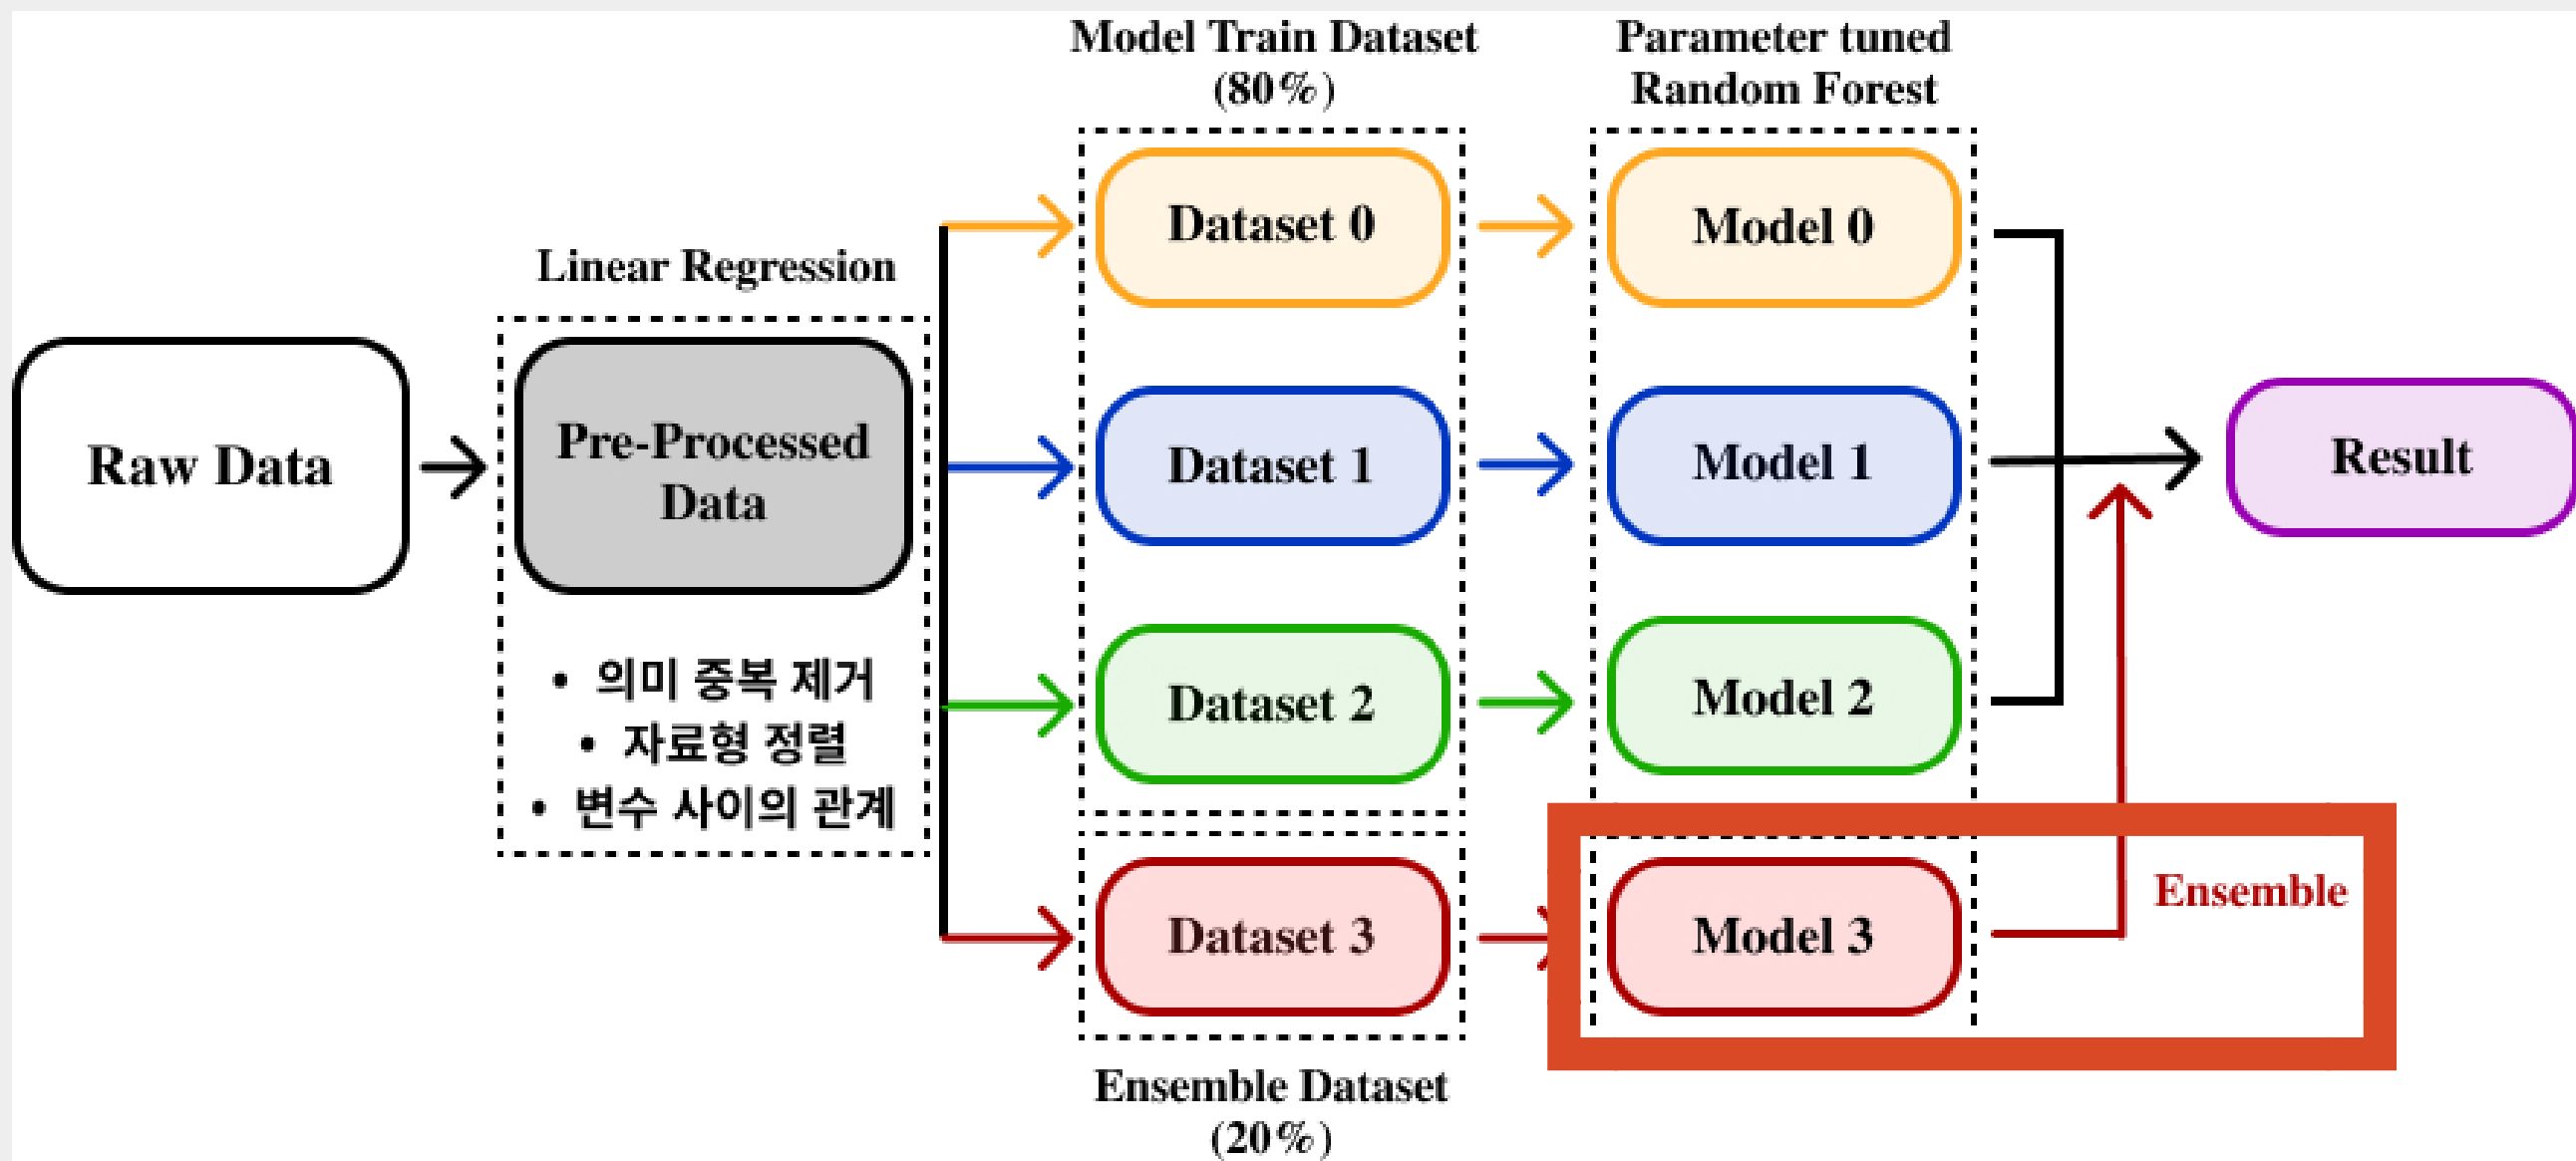 Raw Data
Linear Regression
Pre-Processed
Data
• 의미 중복 제거
• 자료형 정렬
• 변수 사이의 관계
Model Train Dataset
(80%)
Dataset 0
Dataset 1
Dataset 2
Dataset 3
Ensemble Dataset
(20%)
Parameter tuned
Random Forest
Model 0
Model 1
Model 2
Model 3
Ensemble
Result